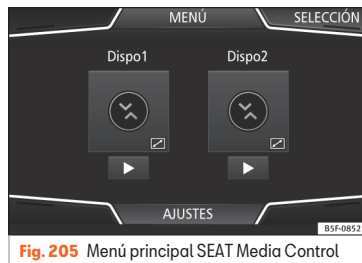 MENÚ SELECCIÓN
Dispo1 Dispo2
AJUSTES
B5F-0852
Fig. 205 Menú principal SEAT Media Control